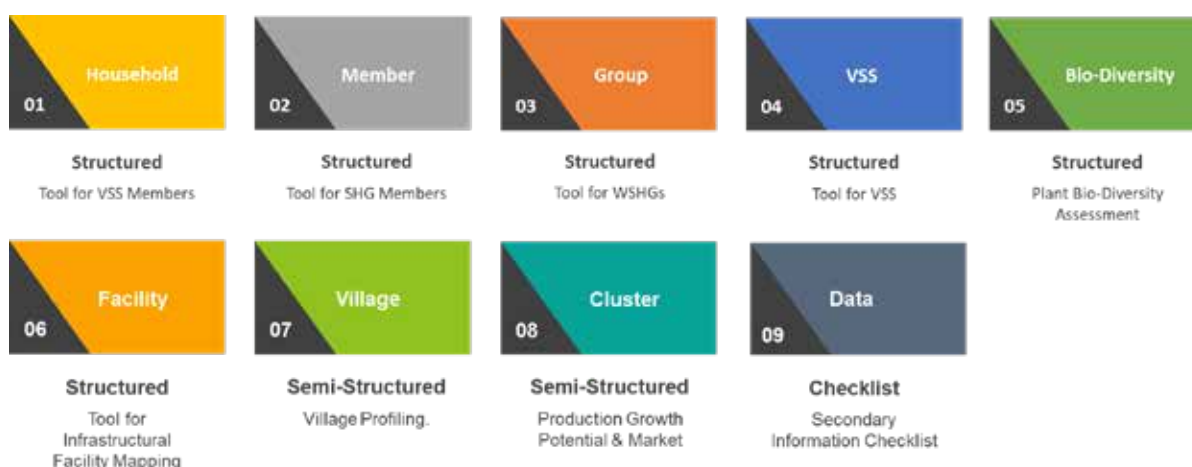 Household
01
Structured
Tool for VSS Members
Member
02
Structured
Tool for SHG Members
Group
03
Structured
Tool for WSHGs
VSS
04
Structured
Tool for VSS
Bio-Diversity
05
Structured
Plant Bio-Diversity
Assessment
Facility
06
Structured
Tool for
Infrastructural
Facility Mapping
Village
07
Semi-Structured
Village Profiling.
Cluster
08
Semi-Structured
Production Growth
Potential & Market
Data
09
Checklist
Secondary
Information Checklist